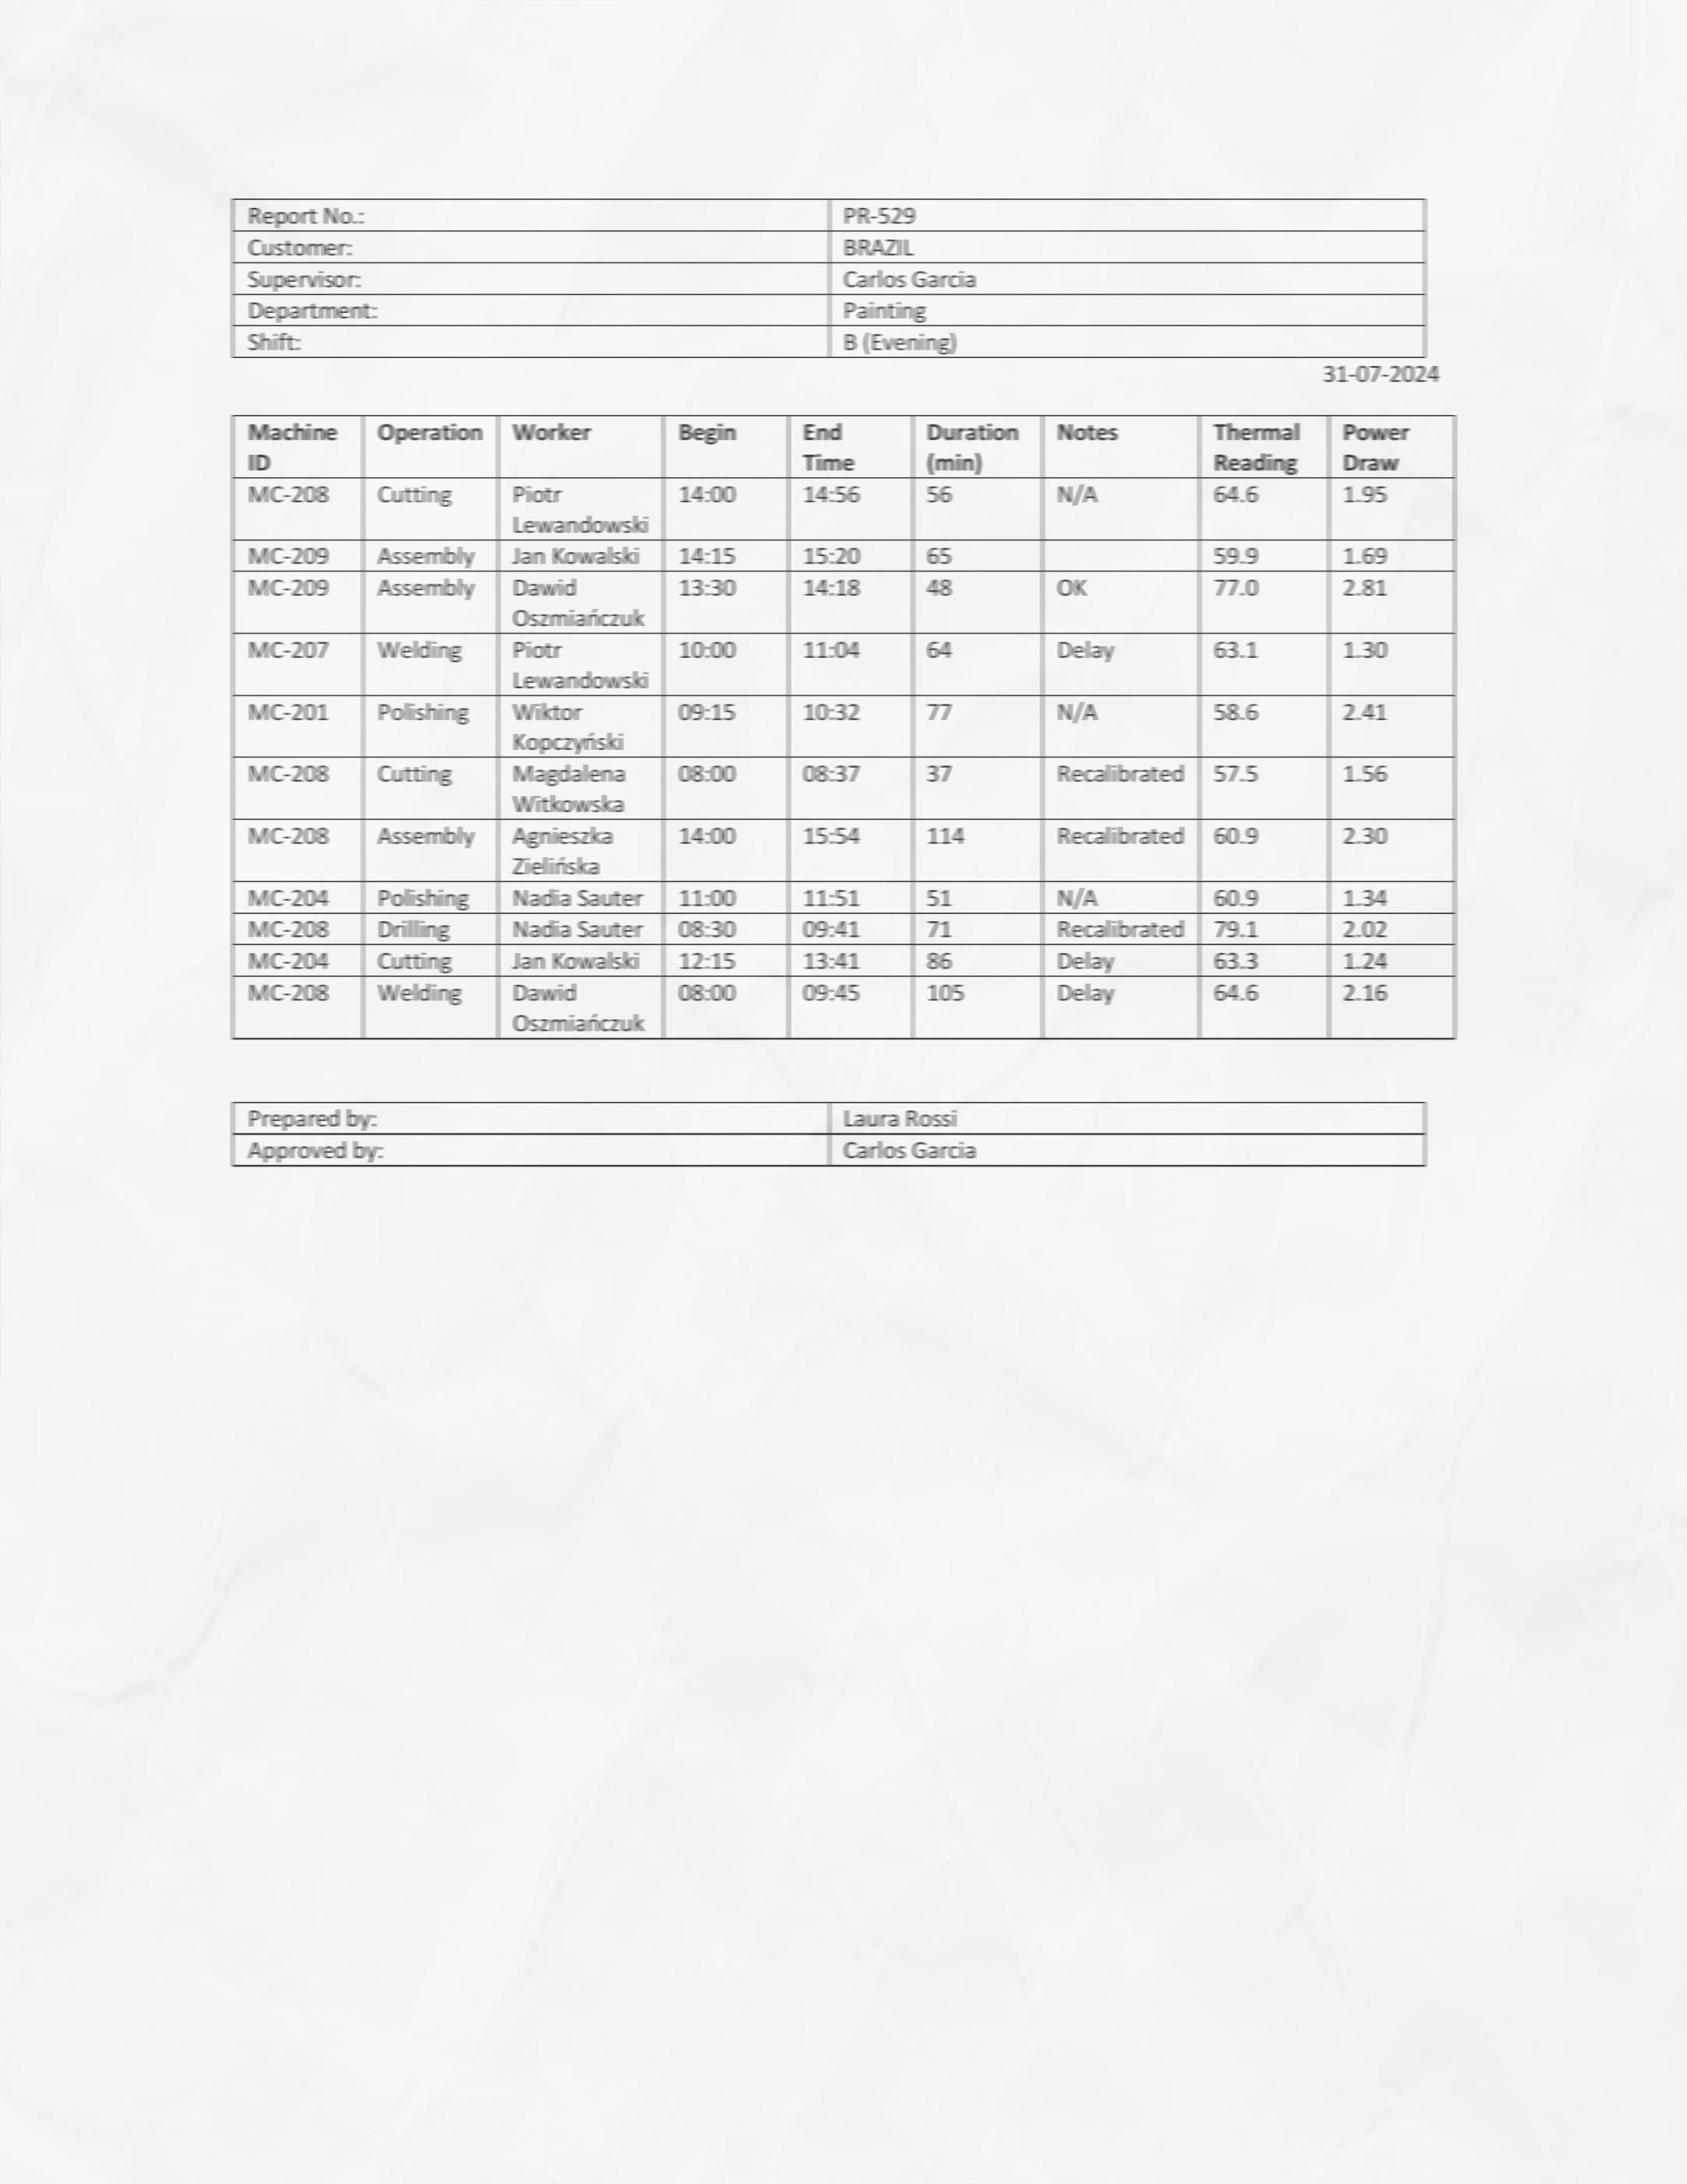 Report No.: PR-529
Customer: BRAZIL
Supervisor: Carlos Garcia
Department: Painting
Shift: B (Evening)
31-07-2024
Machine ID Operation Worker Begin End Time Duration (min) Notes Thermal Reading Power Draw
MC-208 Cutting Piotr Lewandowski 14:00 14:56 56 N/A 64.6 1.95
MC-209 Assembly Jan Kowalski 14:15 15:20 65 59.9 1.69
MC-209 Assembly Dawid Oszmiańczuk 13:30 14:18 48 OK 77.0 2.81
MC-207 Welding Piotr Lewandowski 10:00 11:04 64 Delay 63.1 1.30
MC-201 Polishing Wiktor Kopczyński 09:15 10:32 77 N/A 58.6 2.41
MC-208 Cutting Magdalena Witkowska 08:00 08:37 37 Recalibrated 57.5 1.56
MC-208 Assembly Agnieszka Zielińska 14:00 15:54 114 Recalibrated 60.9 2.30
MC-204 Polishing Nadia Sauter 11:00 11:51 51 N/A 60.9 1.34
MC-208 Drilling Nadia Sauter 08:30 09:41 71 Recalibrated 79.1 2.02
MC-204 Cutting Jan Kowalski 12:15 13:41 86 Delay 63.3 1.24
MC-208 Welding Dawid Oszmiańczuk 08:00 09:45 105 Delay 64.6 2.16
Prepared by: Laura Rossi
Approved by: Carlos Garcia